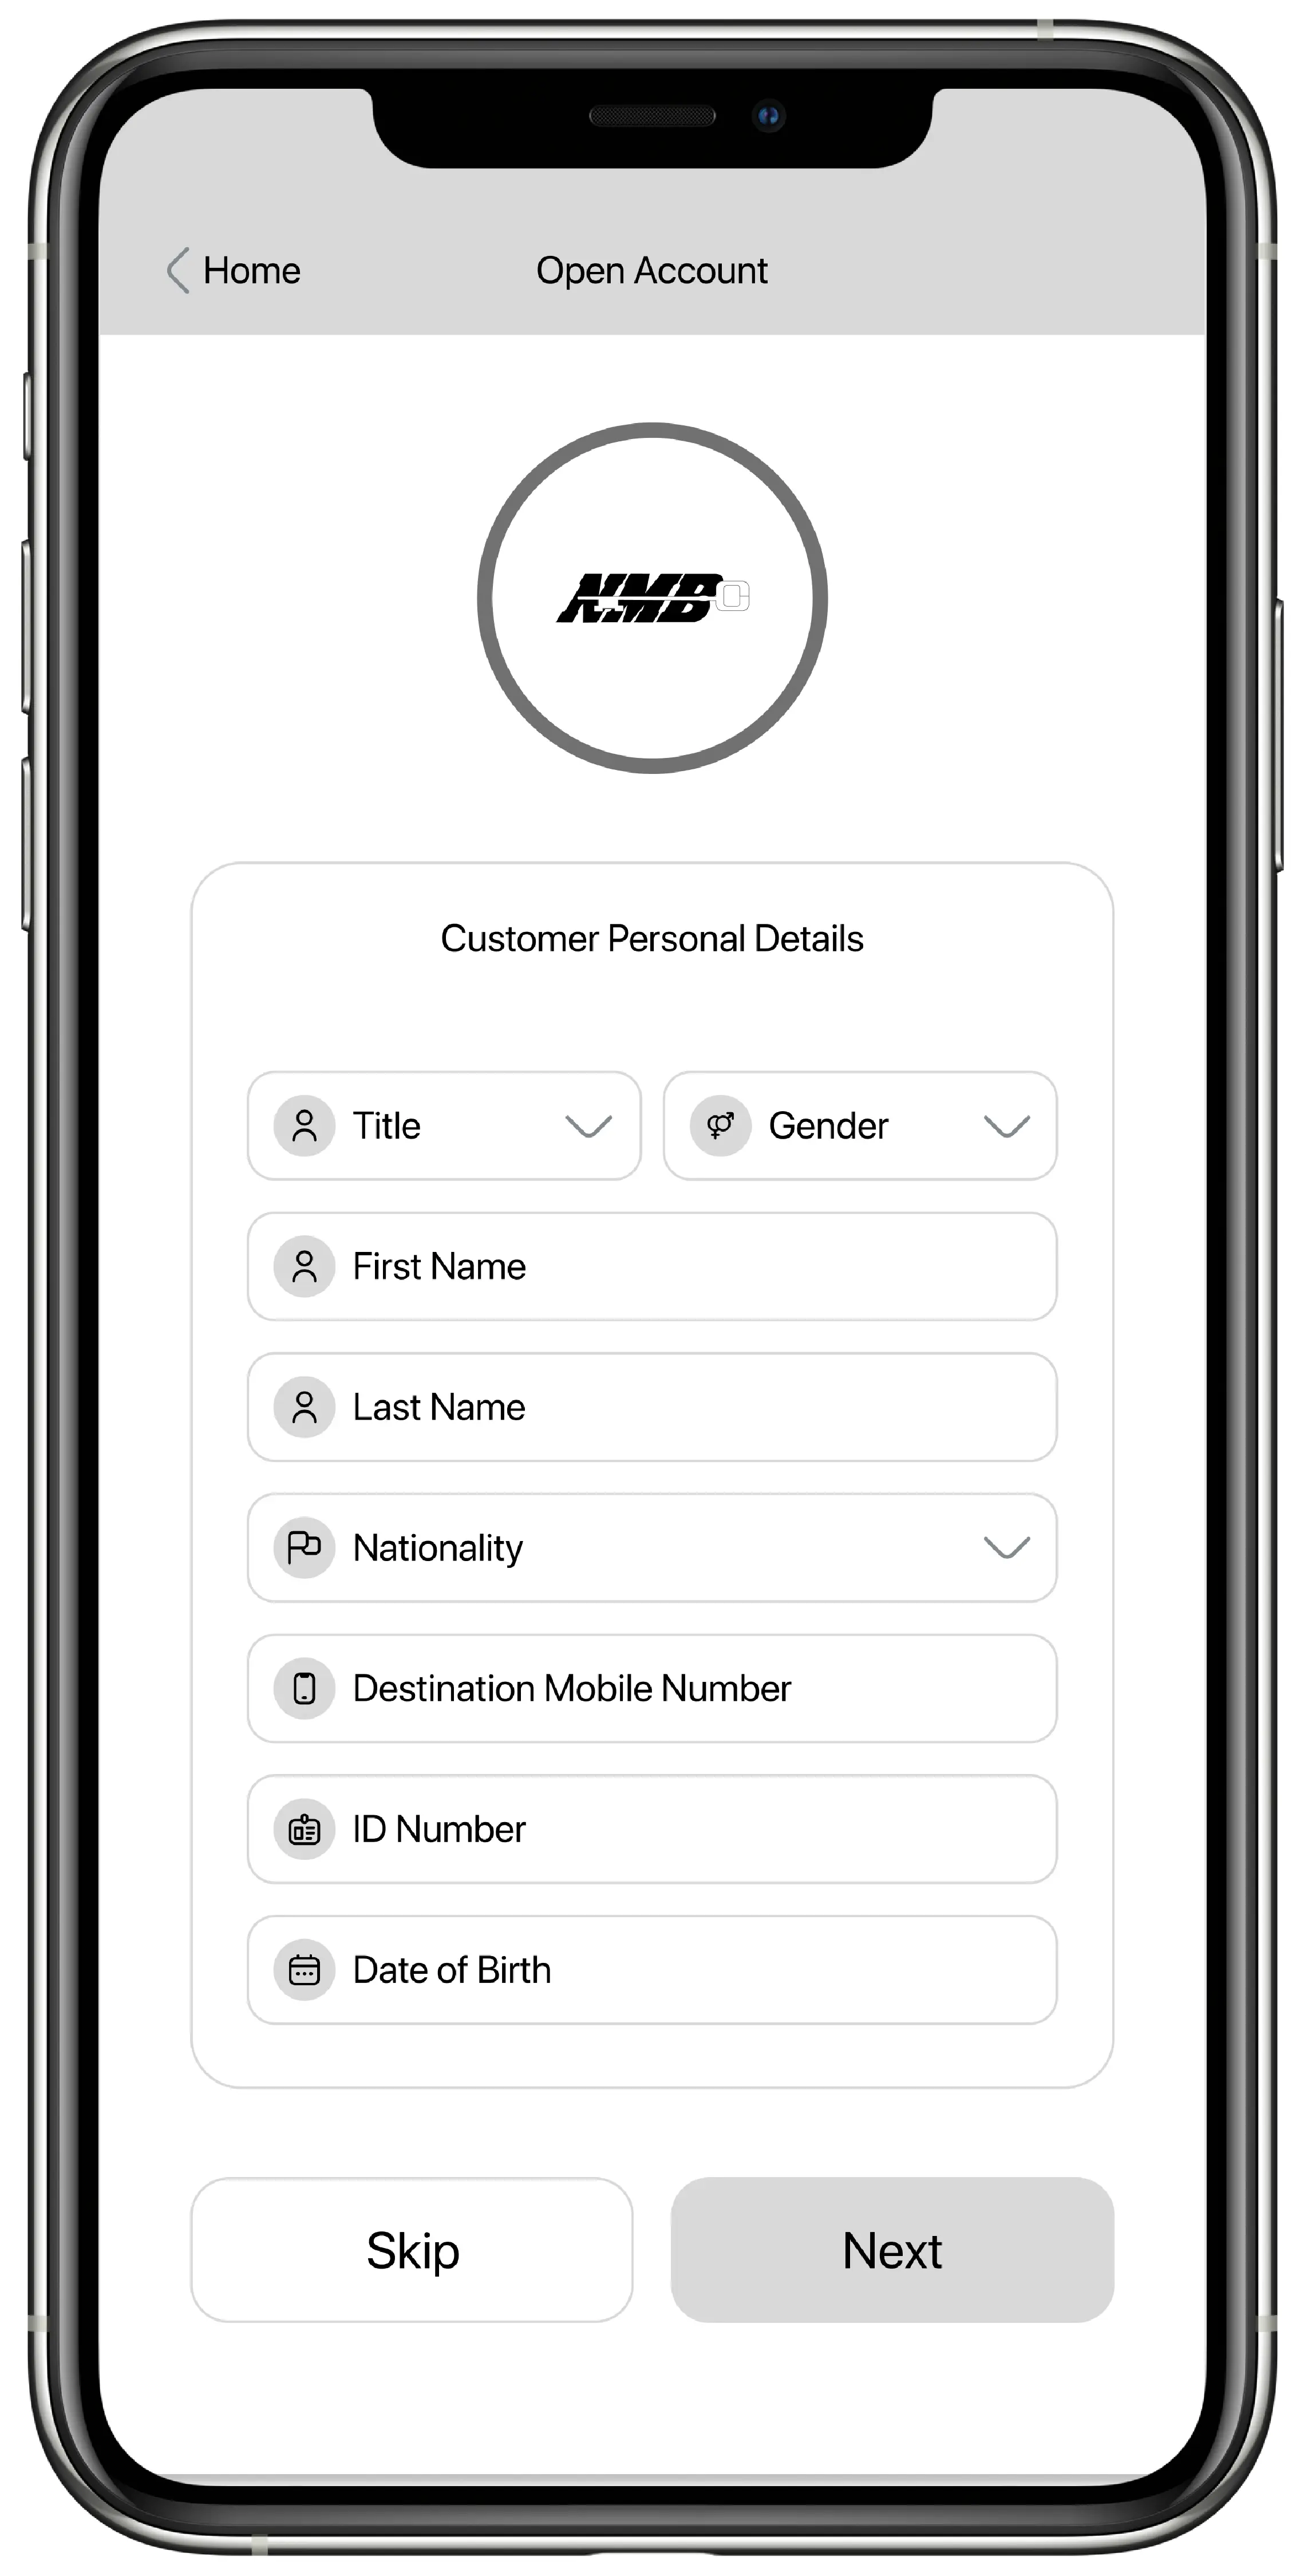 Home
Open Account
NMB
Customer Personal Details
Title
Gender
First Name
Last Name
Nationality
Destination Mobile Number
ID Number
Date of Birth
Skip
Next